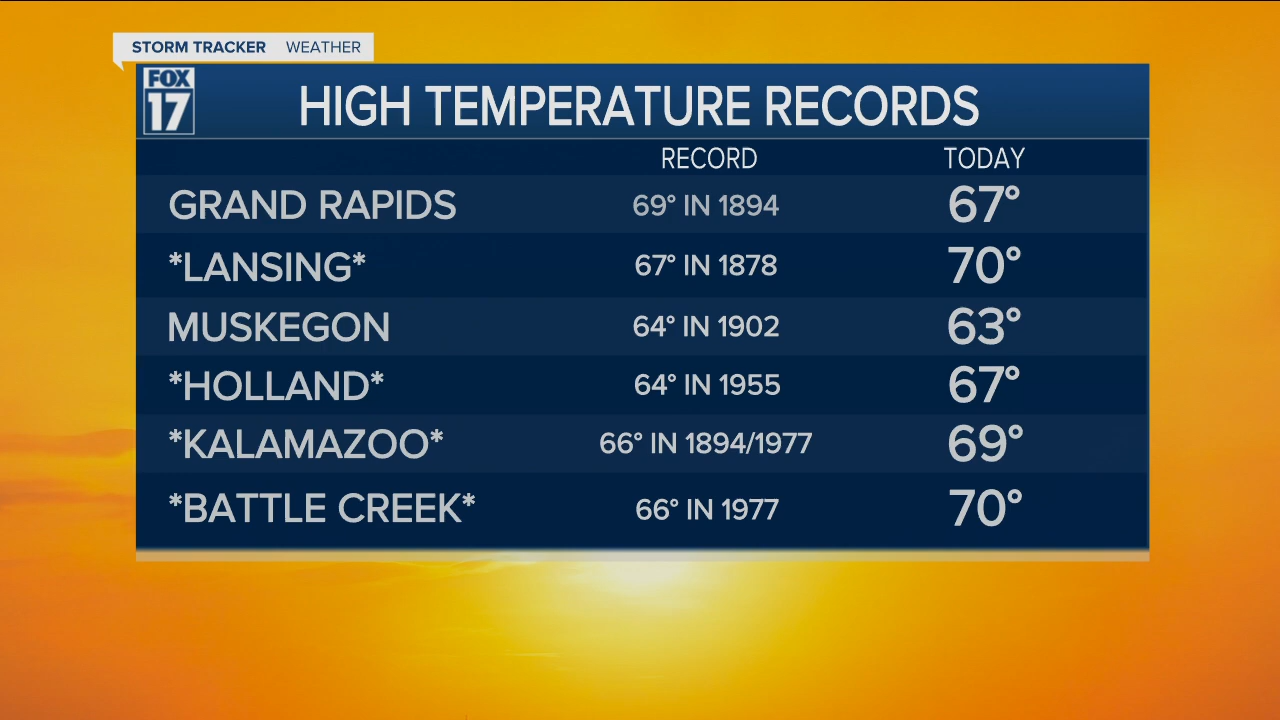 STORM TRACKER WEATHER
FOX
17
HIGH TEMPERATURE RECORDS
RECORD TODAY
GRAND RAPIDS 69° IN 1894 67°
*LANSING* 67° IN 1878 70°
MUSKEGON 64° IN 1902 63°
*HOLLAND* 64° IN 1955 67°
*KALAMAZOO* 66° IN 1894/1977 69°
*BATTLE CREEK* 66° IN 1977 70°